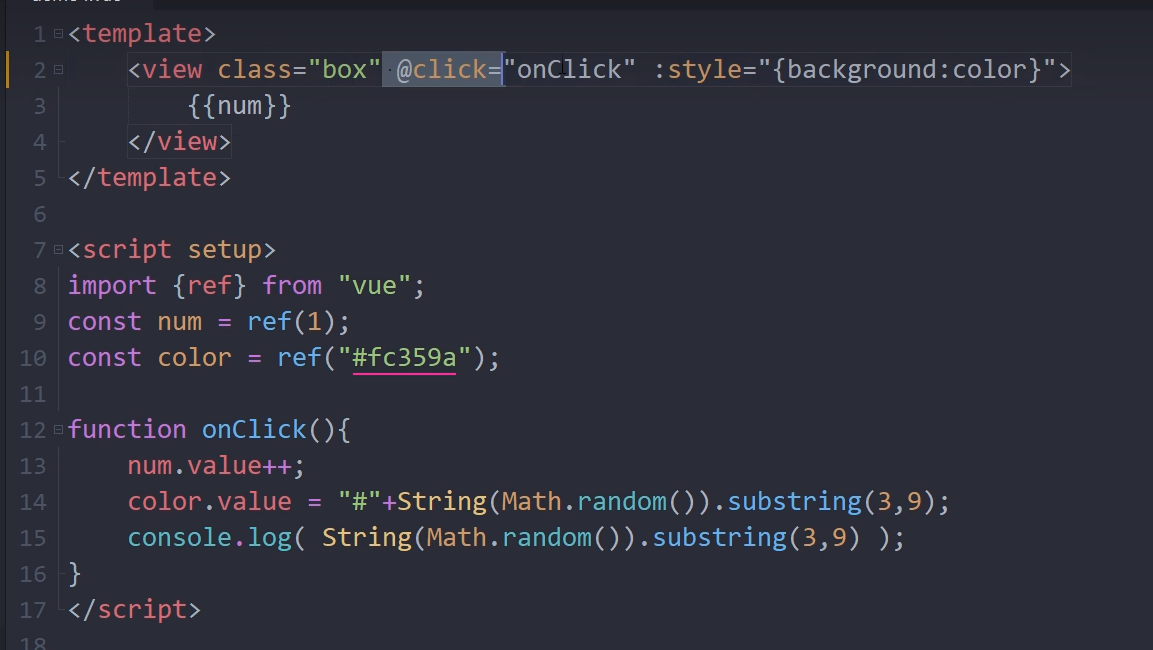 1 <template>
2 <view class="box" @click="onClick" :style="{background:color}">
3 {{num}}
4 </view>
5 </template>
6
7 <script setup>
8 import {ref} from "vue";
9 const num = ref(1);
10 const color = ref("#fc359a");
11
12 function onClick(){
13 num.value++;
14 color.value = "#"+String(Math.random()).substring(3,9);
15 console.log( String(Math.random()).substring(3,9) );
16 }
17 </script>
18